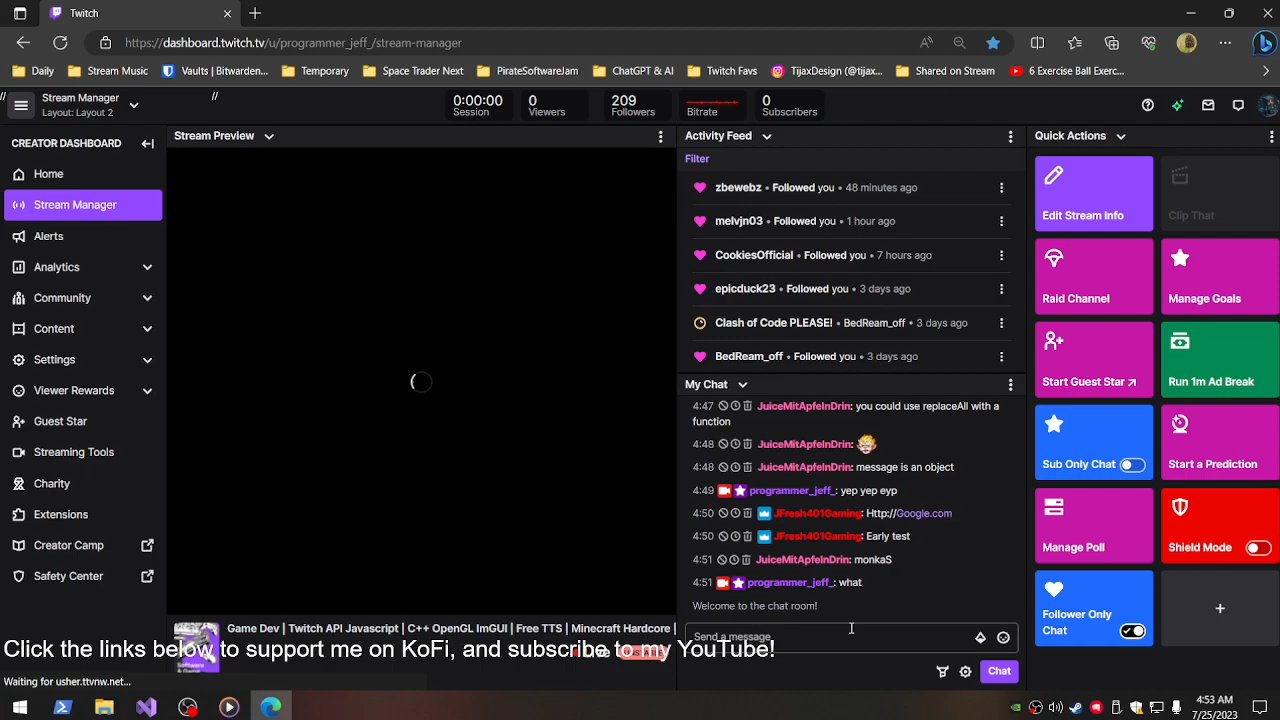 Twitch
https://dashboard.twitch.tv/u/programmer_jeff_/stream-manager
Daily
Stream Music
Vaults | Bitwarden...
Temporary
Space Trader Next
PirateSoftwareJam
ChatGPT & AI
Twitch Favs
TijaxDesign (@tijax...
Shared on Stream
6 Exercise Ball Exerc...
//
Stream Manager
Layout: Layout 2
//
0:00:00
Session
0
Viewers
209
Followers
Bitrate
0
Subscribers
CREATOR DASHBOARD
Home
Stream Manager
Alerts
Analytics
Community
Content
Settings
Viewer Rewards
Guest Star
Streaming Tools
Charity
Extensions
Creator Camp
Safety Center
Stream Preview
Activity Feed
Filter
zbewebz • Followed you • 48 minutes ago
melvjn03 • Followed you • 1 hour ago
CookiesOfficial • Followed you • 7 hours ago
epicduck23 • Followed you • 3 days ago
Clash of Code PLEASE! • BedReam_off • 3 days ago
BedReam_off • Followed you • 3 days ago
My Chat
4:47 JuiceMitApfelnDrin: you could use replaceAll with a
function
4:48 JuiceMitApfelnDrin:
4:48 JuiceMitApfelnDrin: message is an object
4:49 programmer_jeff_: yep yep eyp
4:50 JFresh401Gaming: Http://Google.com
4:50 JFresh401Gaming: Early test
4:51 JuiceMitApfelnDrin: monkaS
4:51 programmer_jeff_: what
Welcome to the chat room!
Send a message
Chat
Quick Actions
Edit Stream Info
Clip That
Raid Channel
Manage Goals
Start Guest Star
Run 1m Ad Break
Sub Only Chat
Start a Prediction
Manage Poll
Shield Mode
Follower Only
Chat
+
Game Dev | Twitch API Javascript | C++ OpenGL ImGUI | Free TTS | Minecraft Hardcore |
Click the links below to support me on KoFi, and subscribe to my YouTube!
Waiting for usher.ttvnw.net...
4:53 AM
7/25/2023